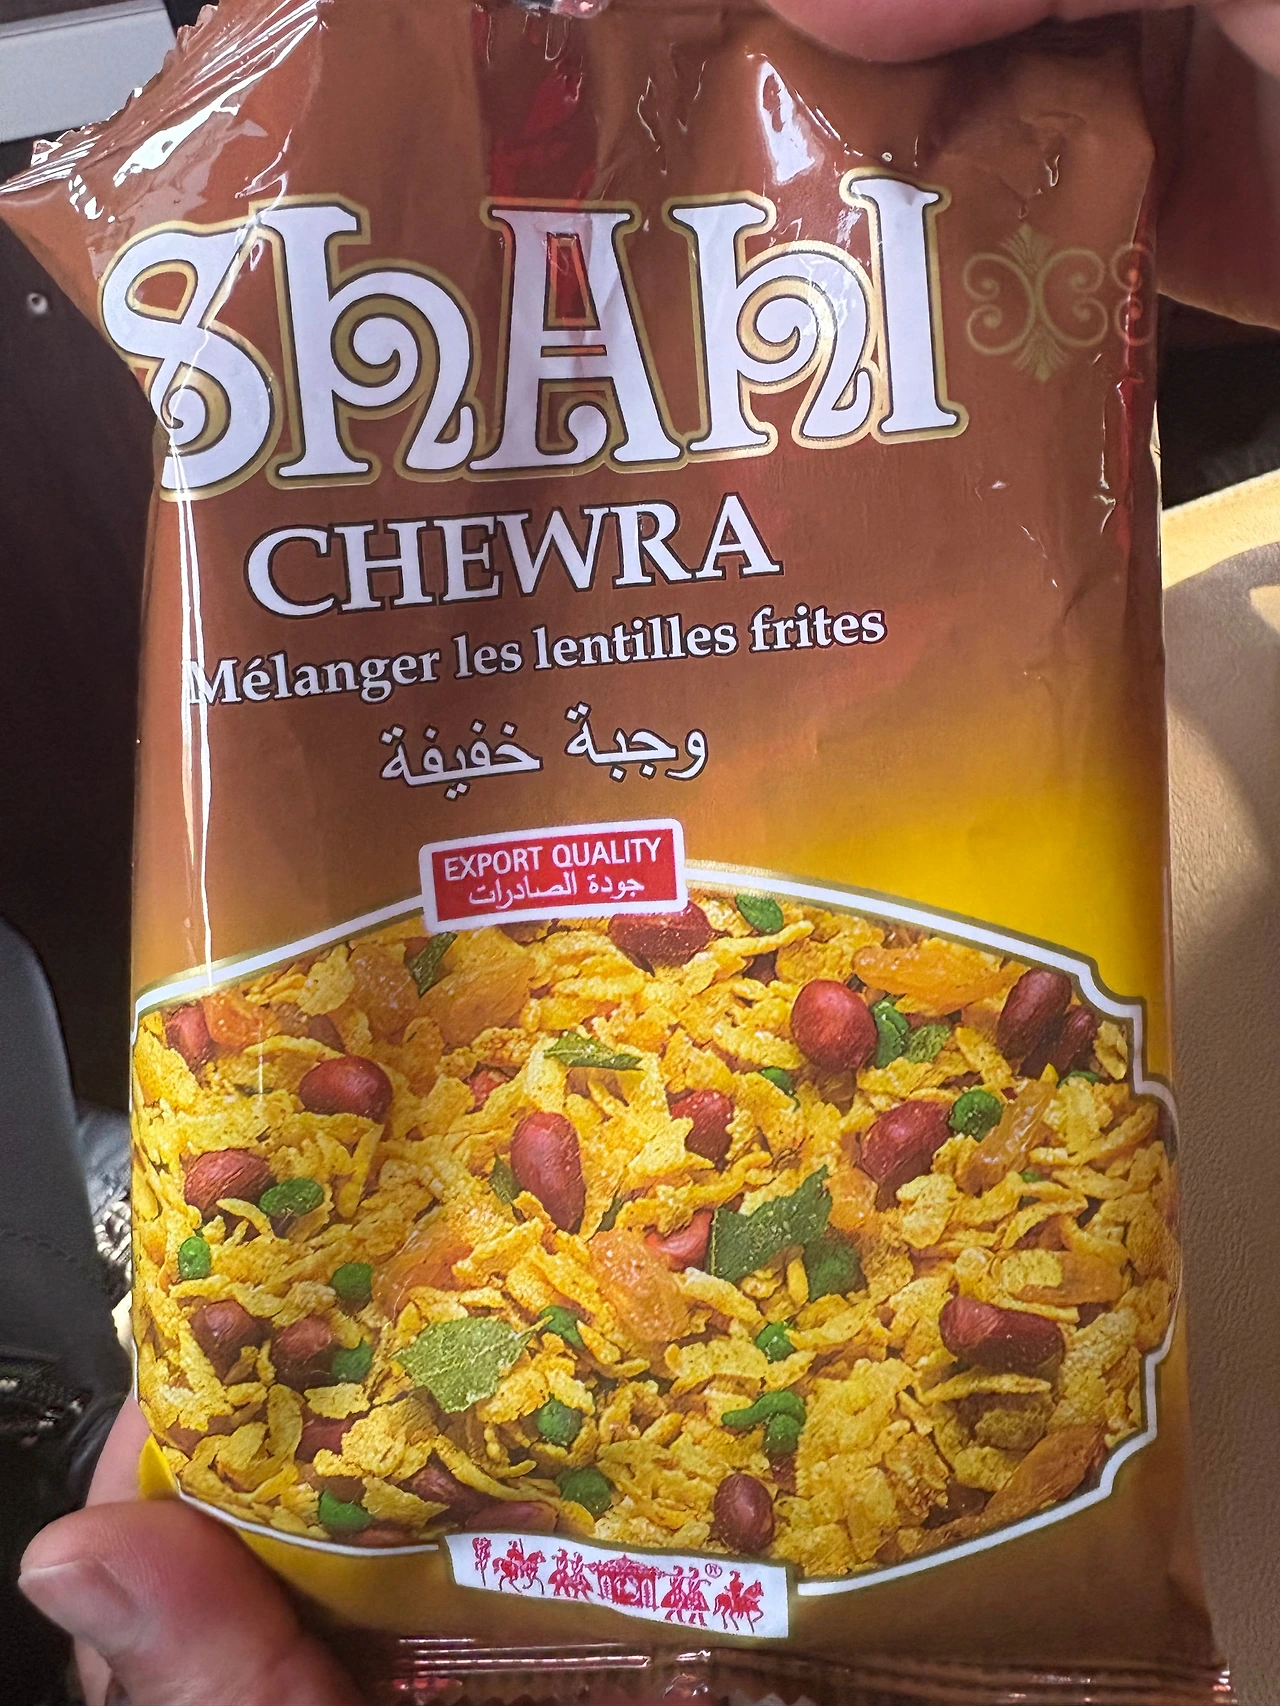 ShAhI
CHEWRA
Mélanger les lentilles frites
وجبة خفيفة
EXPORT QUALITY
جودة الصادرات
®